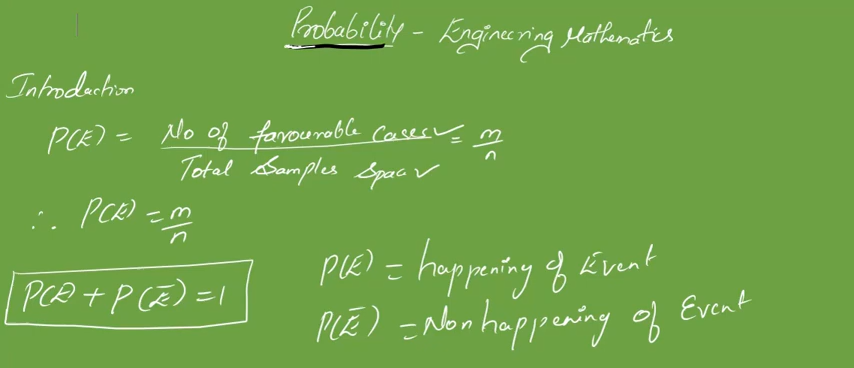 Probability - Engineering Mathematics
Introduction
P(E) = No of favourable cases / Total Samples Space = m/n
∴ P(E) = m/n
P(E) + P(Ē) = 1
P(E) = happening of Event
P(Ē) = Non happening of Event